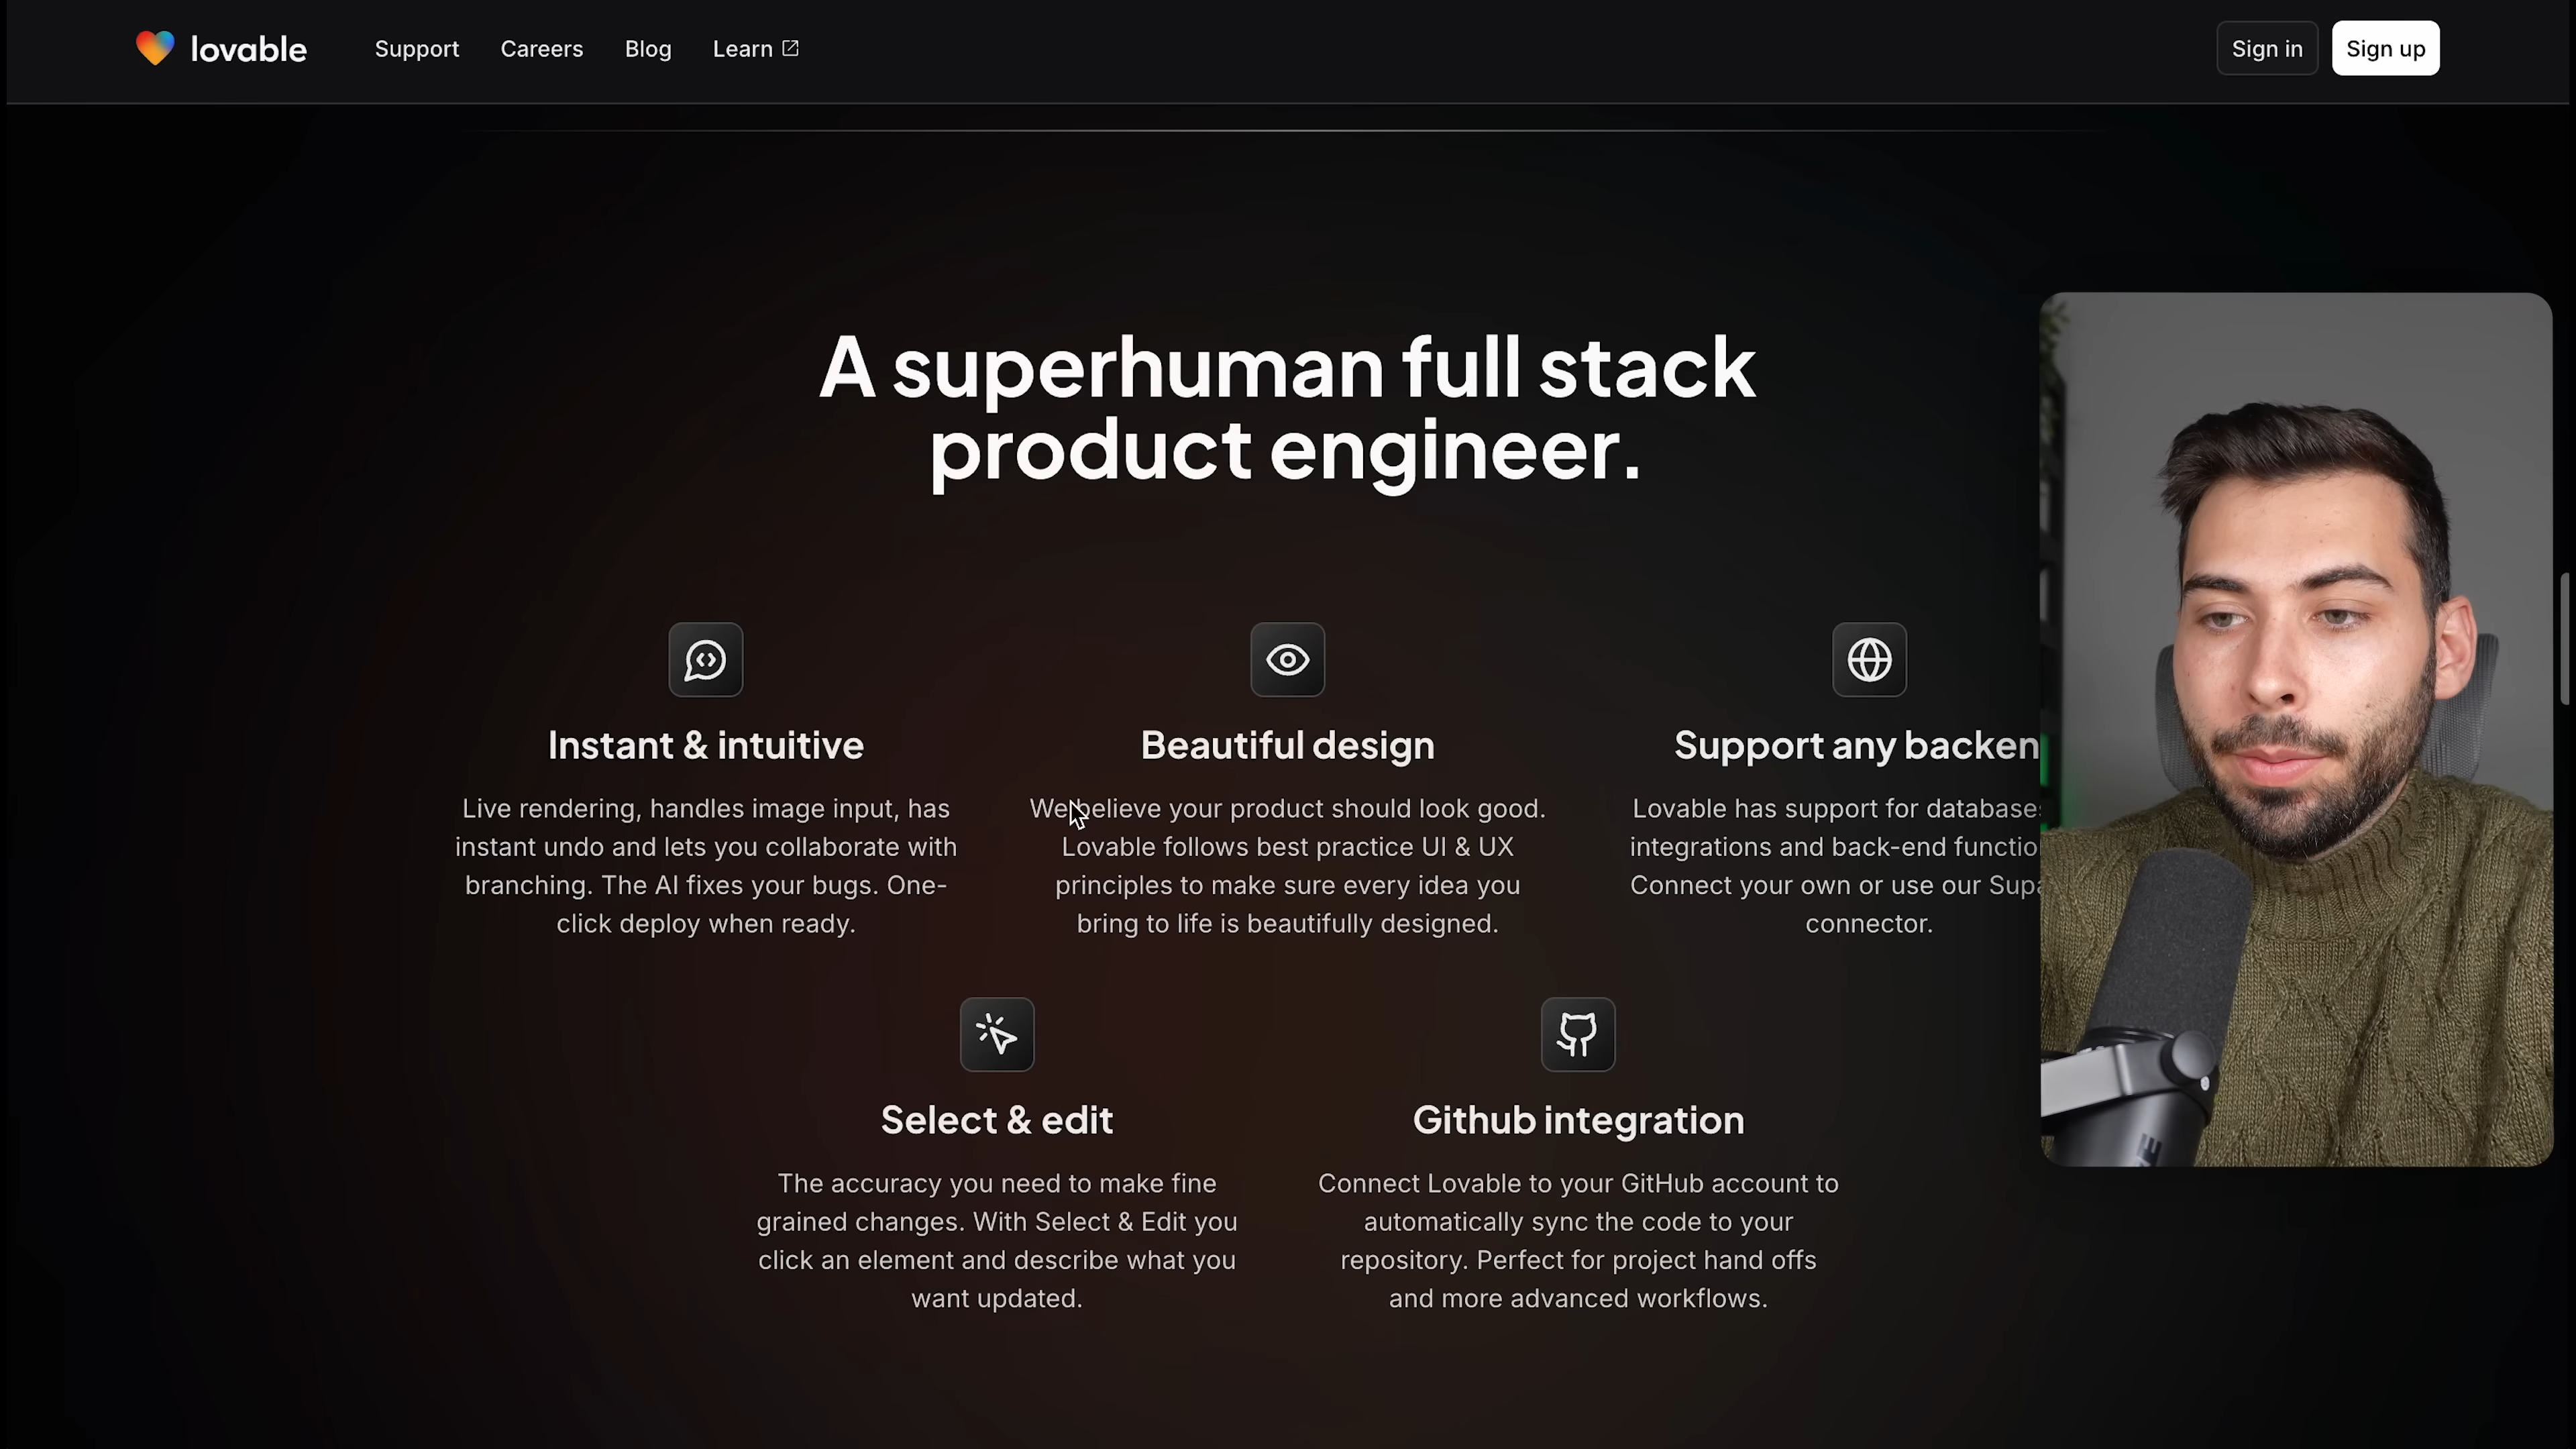 lovable
Support
Careers
Blog
Learn
Sign in
Sign up
A superhuman full stack
product engineer.
Instant & intuitive
Live rendering, handles image input, has
instant undo and lets you collaborate with
branching. The AI fixes your bugs. One-
click deploy when ready.
Beautiful design
We believe your product should look good.
Lovable follows best practice UI & UX
principles to make sure every idea you
bring to life is beautifully designed.
Support any
Lovable has support for
integrations and back-end
Connect your own or use our
connector.
Select & edit
The accuracy you need to make fine
grained changes. With Select & Edit you
click an element and describe what you
want updated.
Github integration
Connect Lovable to your GitHub account to
automatically sync the code to your
repository. Perfect for project hand offs
and more advanced workflows.